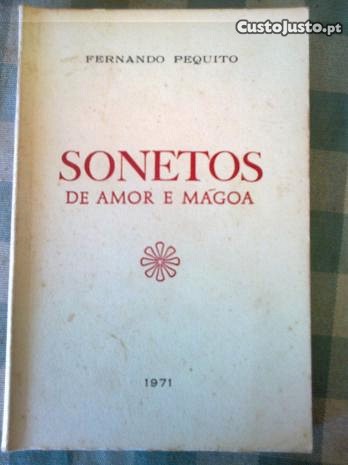 CustoJusto.pt
FERNANDO PEQUITO
SONETOS
DE AMOR E MÁGOA
1971